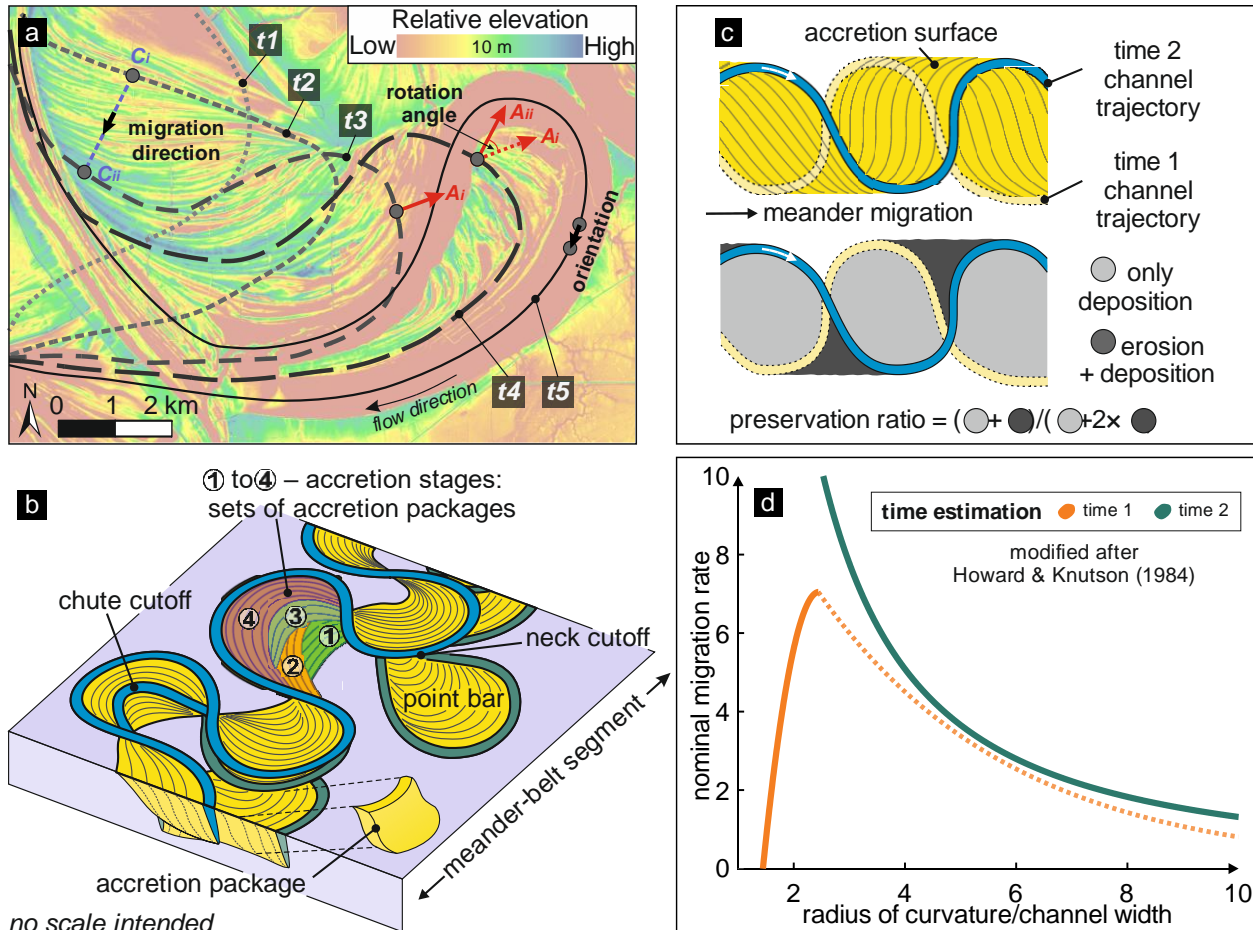 a
Relative elevation
Low 10 m High
Ci
t1
t2
t3
migration
direction
Cii
rotation
angle
Aii
Ai
Ai
orientation
t4
t5
flow direction
N
0 1 2 km
b
① to ④ – accretion stages:
sets of accretion packages
chute cutoff
④
③
①
②
neck cutoff
point bar
meander-belt segment
accretion package
no scale intended
c
accretion surface
time 2
channel
trajectory
time 1
channel
trajectory
meander migration
only
deposition
erosion
+ deposition
preservation ratio = ( + )/( +2×
d
time estimation time 1 time 2
modified after
Howard & Knutson (1984)
nominal migration rate
10
8
6
4
2
0
2 4 6 8 10
radius of curvature/channel width